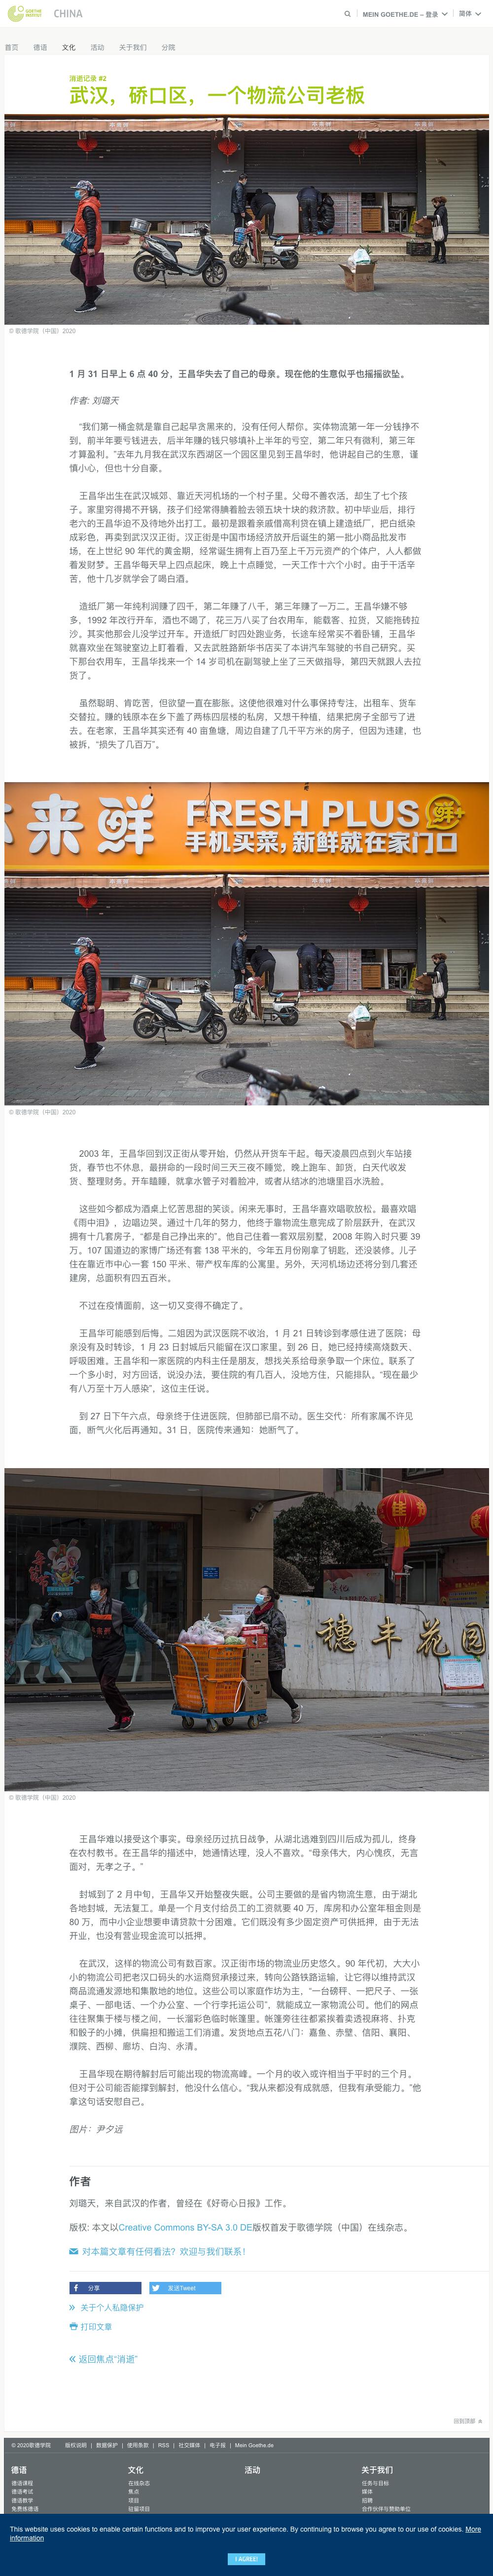 GOETHE INSTITUT
CHINA
MEIN GOETHE.DE – 登录
简体
首页 德语 文化 活动 关于我们 分院
消逝记录 #2
武汉，硚口区，一个物流公司老板
© 歌德学院（中国）2020
1 月 31 日早上 6 点 40 分，王昌华失去了自己的母亲。现在他的生意似乎也摇摇欲坠。
作者: 刘璐天
“我们第一桶金就是靠自己起早贪黑来的，没有任何人帮你。实体物流第一年一分钱挣不
到，前半年要亏钱进去，后半年赚的钱只够填补上半年的亏空，第二年只有微利，第三年
才算盈利。”去年九月我在武汉东西湖区一个园区里见到王昌华时，他讲起自己的生意，谨
慎小心，但也十分自豪。
王昌华出生在武汉城郊，靠近天河机场的一个村子里。父母不善农活，却生了七个孩
子。家里穷得揭不开锅，孩子们经常得腆着脸去领五块十块的救济款。初中毕业后，排行
老六的王昌华迫不及待地外出打工。最初是跟着亲戚借高利贷在镇上建造纸厂，把白纸染
成彩色，再卖到武汉汉正街。汉正街是中国市场经济放开后诞生的第一批小商品批发市
场，在上世纪 90 年代的黄金期，经常诞生拥有上百乃至上千万元资产的个体户，人人都做
着发财梦。王昌华每天早上四点起床，晚上十点睡觉，一天工作十六个小时。由于干活辛
苦，他十几岁就学会了喝白酒。
造纸厂第一年纯利润赚了四千，第二年赚了八千，第三年赚了一万二。王昌华嫌不够
多，1992 年改行开车，酒也不喝了，花三万八买了台农用车，能载客、拉货，又能拖砖拉
沙。其实他那会儿没学过开车。开造纸厂时四处跑业务，长途车经常买不着卧铺，王昌华
就喜欢坐在驾驶室边上盯着看，又去武胜路新华书店买了本讲汽车驾驶的书自己研究。买
下那台农用车，王昌华找来一个 14 岁司机在副驾驶上坐了三天做指导，第四天就跟人去拉
货了。
虽然聪明、肯吃苦，但欲望一直在膨胀。这使他很难对什么事保持专注，出租车、货车
交替拉。赚的钱原本在乡下盖了两栋四层楼的私房，又想干种植，结果把房子全部亏了进
去。在老家，王昌华其实还有 40 亩鱼塘，周边自建了几千平方米的房子，但因为违建，也
被拆，“损失了几百万”。
本来鲜 FRESH PLUS
手机买菜，新鲜就在家门口
© 歌德学院（中国）2020
2003 年，王昌华回到汉正街从零开始，仍然从开货车干起。每天凌晨四点到火车站接
货，春节也不休息，最拼命的一段时间三天三夜不睡觉，晚上跑车、卸货，白天代收发
货、整理财务。开车瞌睡，就拿水管子对着脸冲，或者从结冰的池塘里舀水洗脸。
这些如今都成为酒桌上忆苦思甜的笑谈。闲来无事时，王昌华喜欢唱歌放松。最喜欢唱
《雨中泪》，边唱边哭。通过十几年的努力，他终于靠物流生意完成了阶层跃升，在武汉
拥有十几套房子，“都是自己挣出来的”。他自己住着一套双层别墅，2008 年购入时只要 39
万。107 国道边的家博广场还有套 138 平米的，今年五月份刚拿了钥匙，还没装修。儿子
住在靠近市中心一套 150 平米、带产权车库的公寓里。另外，天河机场边还将分到几套还
建房，总面积有四五百米。
不过在疫情面前，这一切又变得不确定了。
王昌华可能感到后悔。二姐因为武汉医院不收治，1 月 21 日转诊到孝感住进了医院；母
亲没有及时转诊，1 月 23 日封城后只能留在汉口家里。到 26 日，她已经持续高烧数天、
呼吸困难。王昌华和一家医院的内科主任是朋友，想找关系给母亲争取一个床位，联系了
一个多小时，对方回话，说没办法，要住院的有几百人，没地方住，只能排队。“现在最少
有八万至十万人感染”，这位主任说。
到 27 日下午六点，母亲终于住进医院，但肺部已扇不动。医生交代：所有家属不许见
面，断气火化后再通知。31 日，医院传来通知：她断气了。
穗丰花园
© 歌德学院（中国）2020
王昌华难以接受这个事实。母亲经历过抗日战争，从湖北逃难到四川后成为孤儿，终身
在农村教书。在王昌华的描述中，她通情达理，没人不喜欢。“母亲伟大，内心愧疚，无言
面对，无孝之子。”
封城到了 2 月中旬，王昌华又开始整夜失眠。公司主要做的是省内物流生意，由于湖北
各地封城，无法复工。单是一个月支付给员工的工资就要 40 万，库房和办公室年租金则是
80 万，而中小企业想要申请贷款十分困难。它们既没有多少固定资产可供抵押，由于无法
开业，也没有营业现金流可以抵押。
在武汉，这样的物流公司有数百家。汉正街市场的物流业历史悠久。90 年代初，大大小
小的物流公司把老汉口码头的水运商贸承接过来，转向公路铁路运输，让它得以维持武汉
商品流通发源地和集散地的地位。这些公司以家庭作坊为主，“一台磅秤、一把尺子、一张
桌子、一部电话、一个办公室、一个行李托运公司”，就能成立一家物流公司。他们的网点
往往聚集于楼与楼之间，一长溜彩色临时帐篷里。帐篷旁往往都紧挨着卖透视麻将、扑克
和骰子的小摊，供扁担和搬运工们消遣。发货地点五花八门：嘉鱼、赤壁、信阳、襄阳、
濮院、西柳、廊坊、白沟、永清。
王昌华现在期待解封后可能出现的物流高峰。一个月的收入或许相当于平时的三个月。
但对于公司能否能撑到解封，他没什么信心。“我从来都没有成就感，但我有承受能力。”他
拿这句话安慰自己。
图片：尹夕远
作者
刘璐天，来自武汉的作者，曾经在《好奇心日报》工作。
版权: 本文以Creative Commons BY-SA 3.0 DE版权首发于歌德学院（中国）在线杂志。
对本篇文章有任何看法？欢迎与我们联系！
分享 发送Tweet
关于个人私隐保护
打印文章
返回焦点“消逝”
回到顶部
© 2020歌德学院 版权说明 | 数据保护 | 使用条款 | RSS | 社交媒体 | 电子报 | Mein Goethe.de
德语 文化 活动 关于我们
德语课程 在线杂志 任务与目标
德语考试 焦点 媒体
德语教学 项目 招聘
免费练德语 驻留项目 合作伙伴与赞助单位
This website uses cookies to enable certain functions and to improve your user experience. By continuing to browse you agree to our use of cookies. More
information
I AGREE!